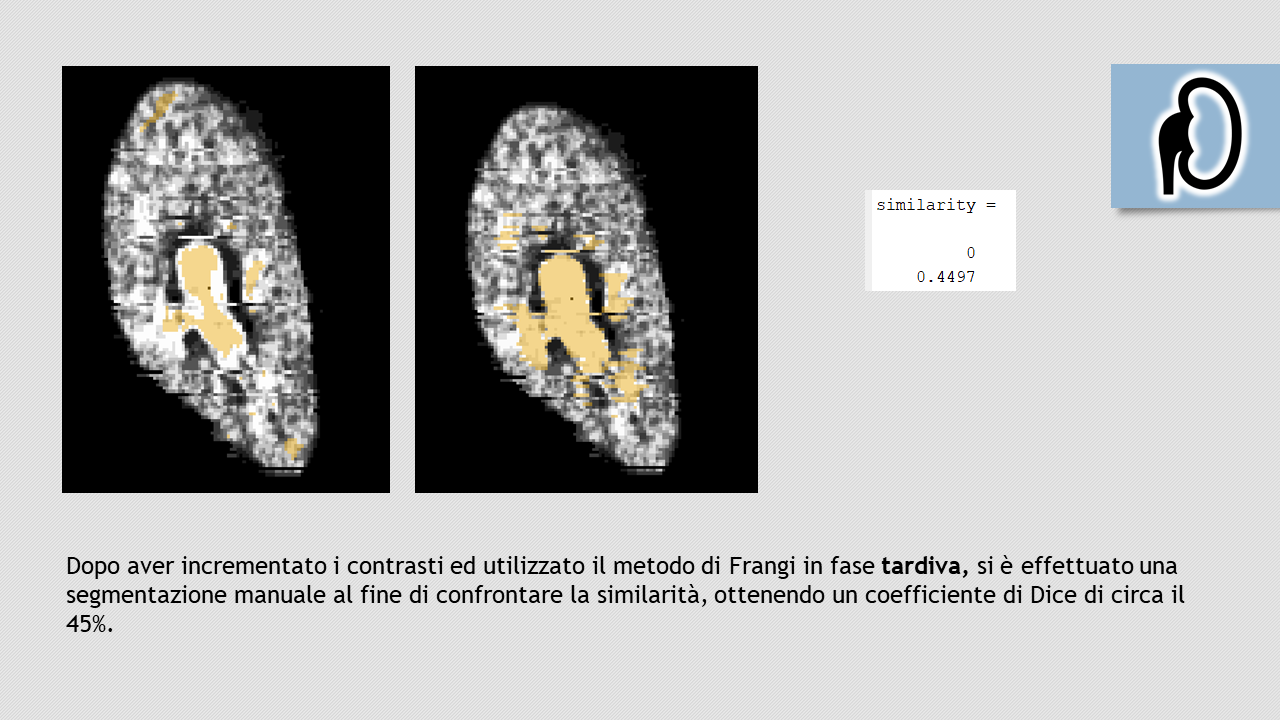 similarity =
0
0.4497
Dopo aver incrementato i contrasti ed utilizzato il metodo di Frangi in fase tardiva, si è effettuato una
segmentazione manuale al fine di confrontare la similarità, ottenendo un coefficiente di Dice di circa il
45%.